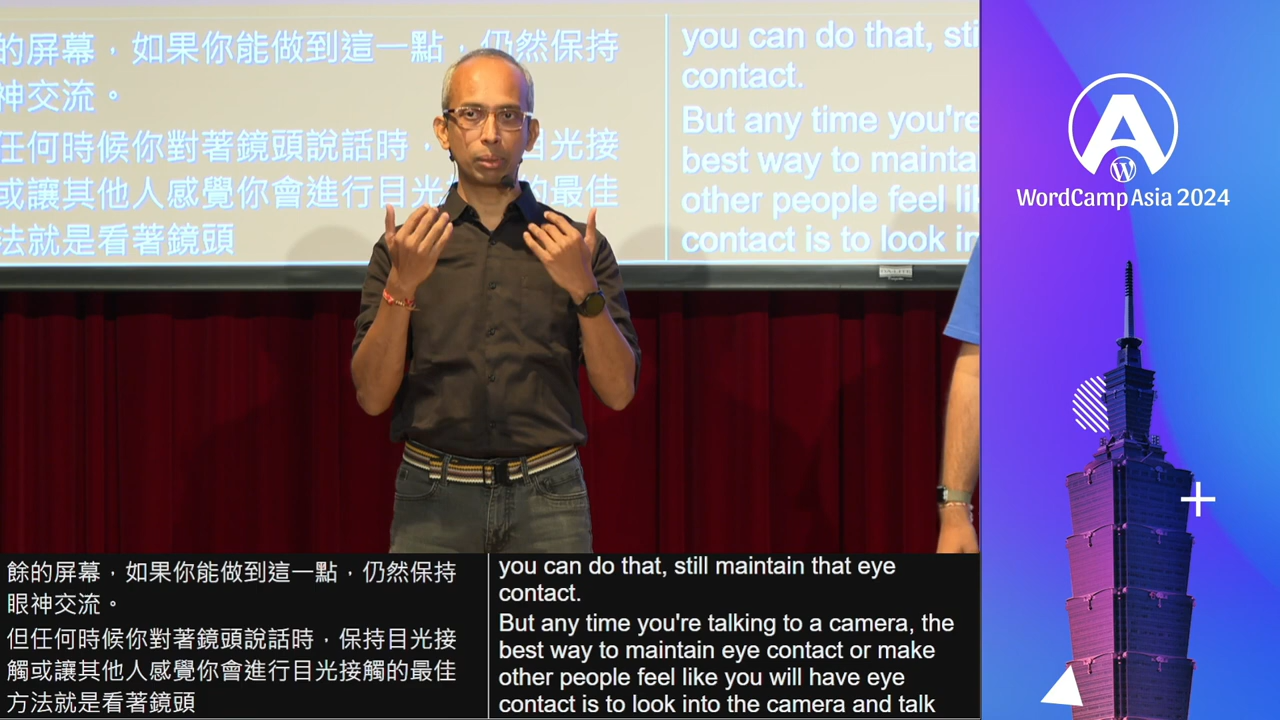 的屏幕，如果你能做到這一點，仍然保持
神交流。
任何時候你對著鏡頭說話時，
目光接
或讓其他人感覺你會進行目光
的最佳
法就是看著鏡頭
you can do that, sti
contact.
But any time you're
best way to mainta
other people feel li
contact is to look in
WordCamp Asia 2024
餘的屏幕，如果你能做到這一點，仍然保持
眼神交流。
但任何時候你對著鏡頭說話時，保持目光接
觸或讓其他人感覺你會進行目光接觸的最佳
方法就是看著鏡頭
you can do that, still maintain that eye
contact.
But any time you're talking to a camera, the
best way to maintain eye contact or make
other people feel like you will have eye
contact is to look into the camera and talk